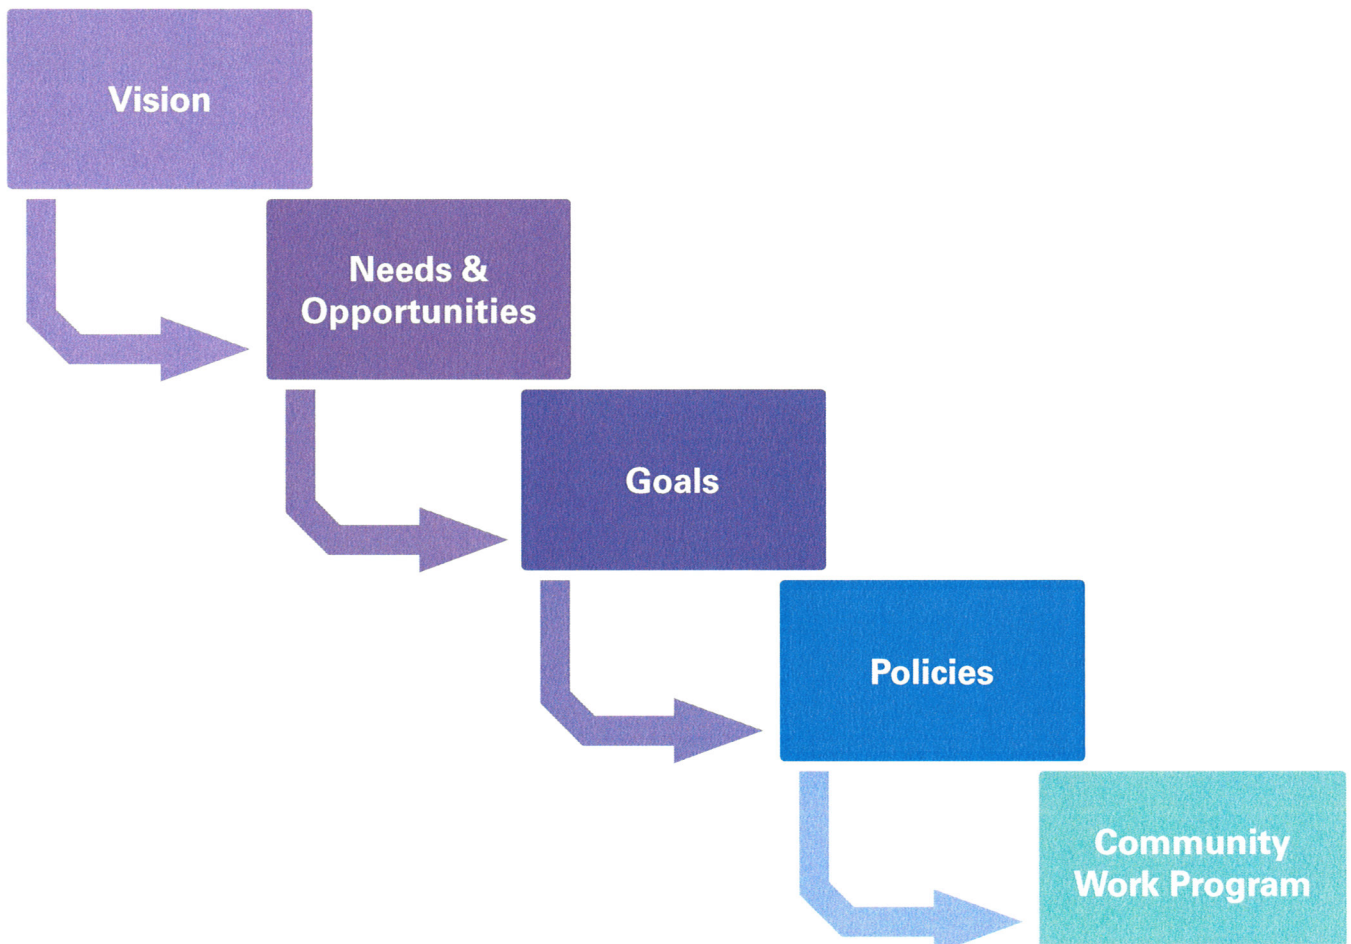 Vision
Needs &
Opportunities
Goals
Policies
Community
Work Program